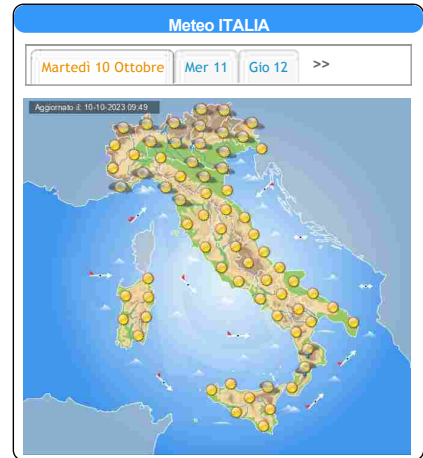 Meteo ITALIA
Martedì 10 Ottobre Mer 11 Gio 12 >>
Aggiornato il: 10-10-2023 09:49